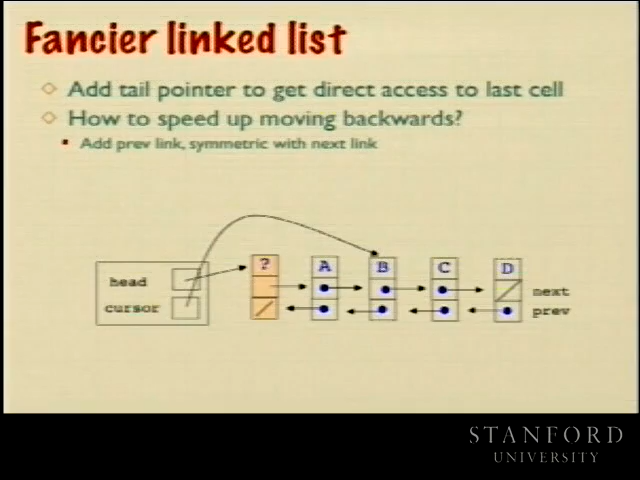 Fancier linked list
Add tail pointer to get direct access to last cell
How to speed up moving backwards?
Add prev link, symmetric with next link
? A B C D
head
next
cursor
prev
STANFORD
UNIVERSITY